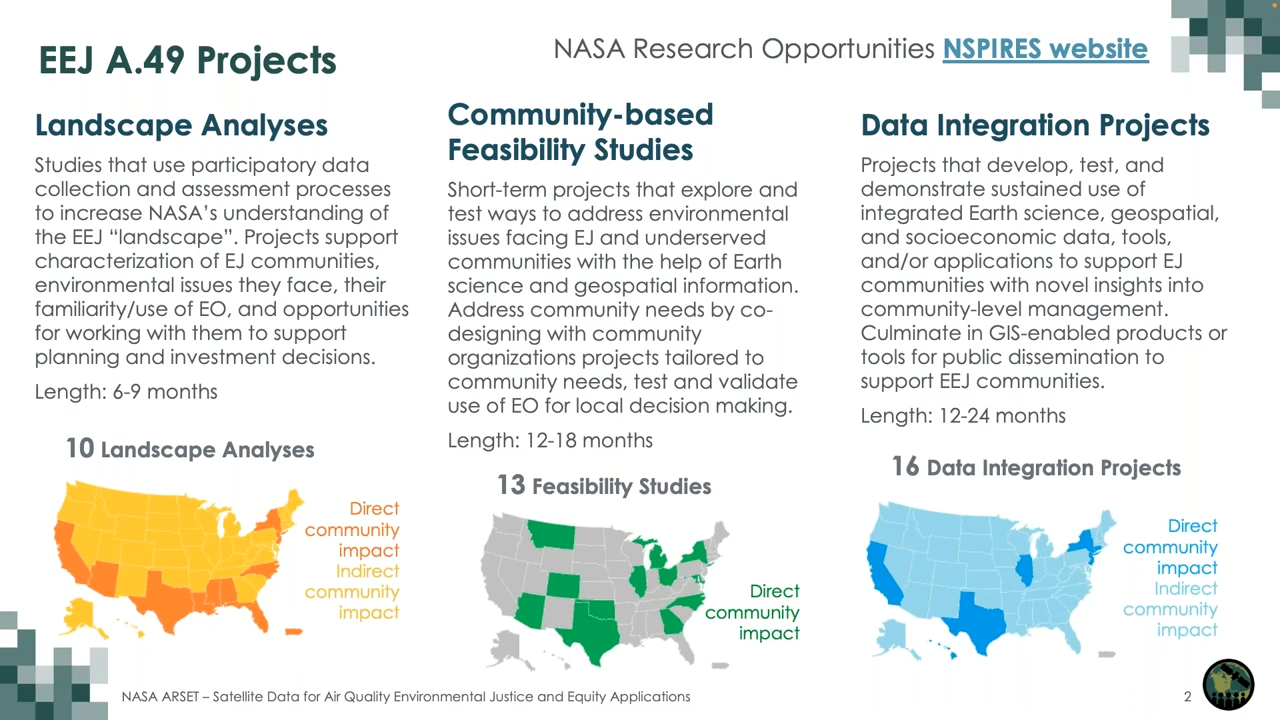 EEJ A.49 Projects
NASA Research Opportunities NSPIRES website
Landscape Analyses
Studies that use participatory data
collection and assessment processes
to increase NASA’s understanding of
the EEJ “landscape”. Projects support
characterization of EJ communities,
environmental issues they face, their
familiarity/use of EO, and opportunities
for working with them to support
planning and investment decisions.
Length: 6-9 months
10 Landscape Analyses
Direct
community
impact
Indirect
community
impact
Community-based
Feasibility Studies
Short-term projects that explore and
test ways to address environmental
issues facing EJ and underserved
communities with the help of Earth
science and geospatial information.
Address community needs by co-
designing with community
organizations projects tailored to
community needs, test and validate
use of EO for local decision making.
Length: 12-18 months
13 Feasibility Studies
Direct
community
impact
Data Integration Projects
Projects that develop, test, and
demonstrate sustained use of
integrated Earth science, geospatial,
and socioeconomic data, tools,
and/or applications to support EJ
communities with novel insights into
community-level management.
Culminate in GIS-enabled products or
tools for public dissemination to
support EEJ communities.
Length: 12-24 months
16 Data Integration Projects
Direct
community
impact
Indirect
community
impact
NASA ARSET – Satellite Data for Air Quality Environmental Justice and Equity Applications
2